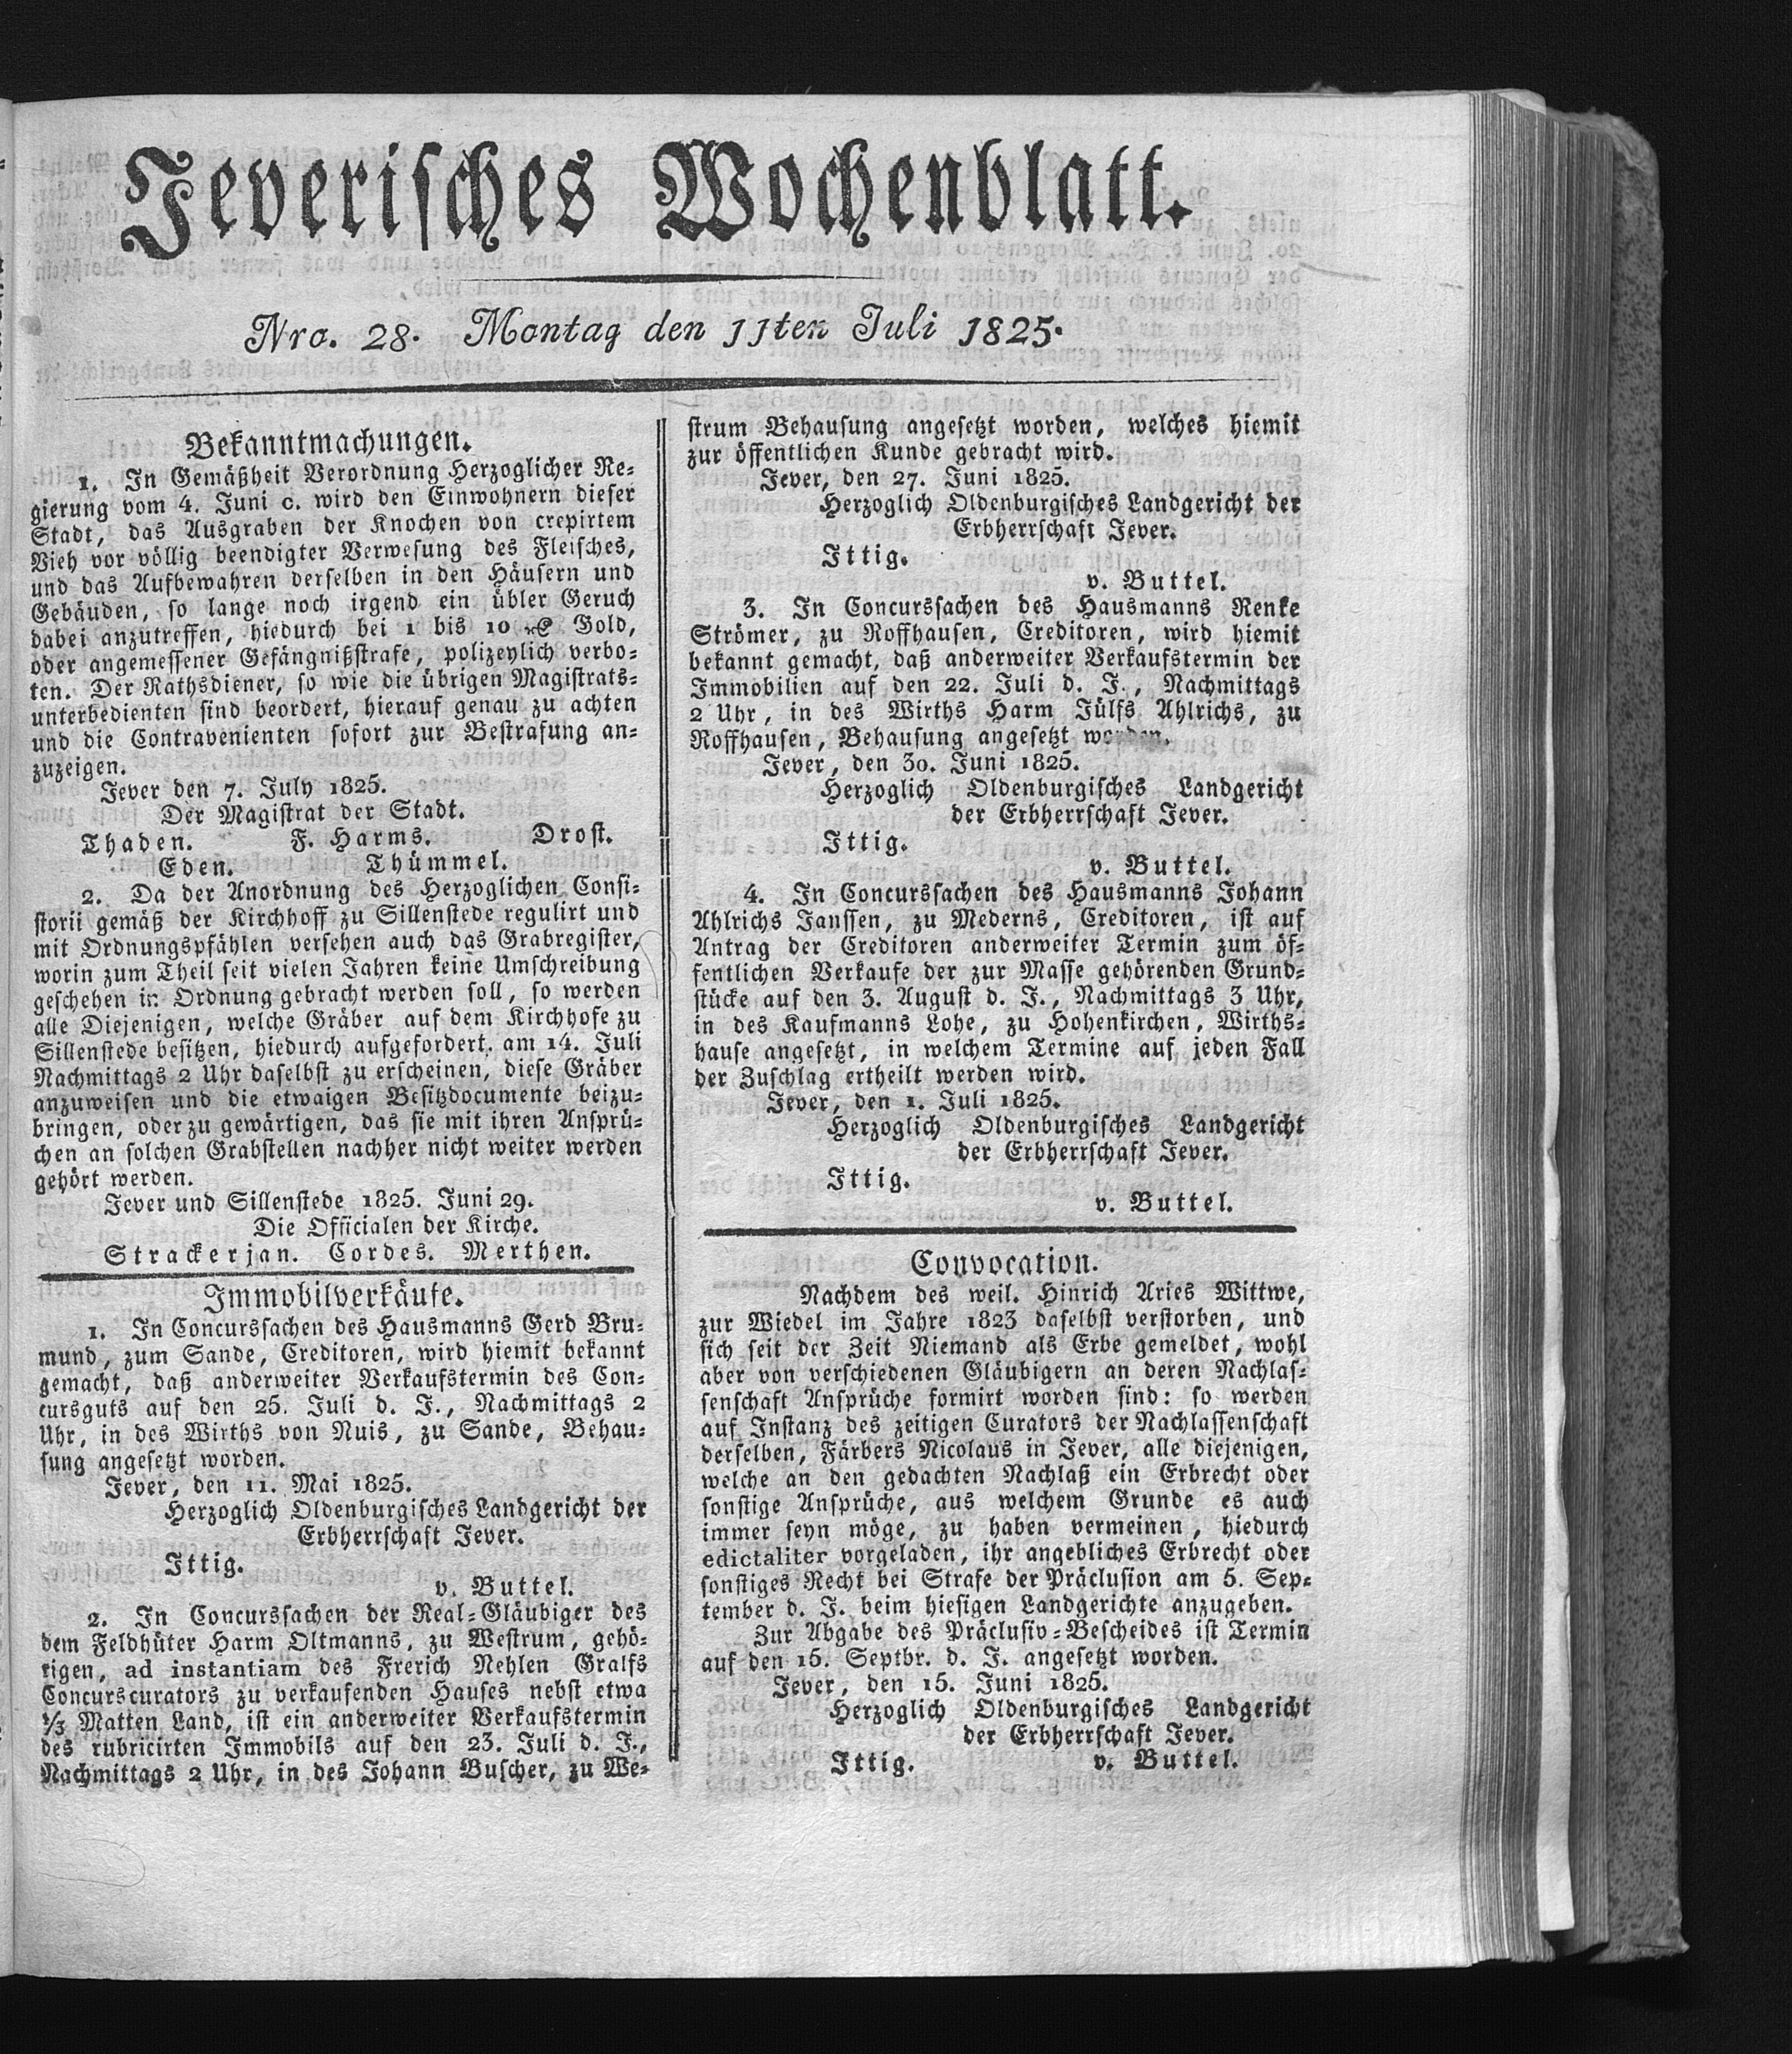 Jeverisches Wochenblatt.
Nro. 28. Montag den 11ten Juli 1825.
Bekanntmachungen.
1. In Gemäßheit Verordnung Herzoglicher Re-
gierung vom 4. Juni c. wird den Einwohnern dieser
Stadt, das Ausgraben der Knochen von crepirtem
Vieh vor völlig beendigter Verwesung des Fleisches,
und das Aufbewahren derselben in den Häusern und
Gebäuden, so lange noch irgend ein übler Geruch
dabei anzutreffen, hiedurch bei 1 bis 10 Gold,
oder angemessener Gefängnißstrafe, polizeylich verbo-
ten. Der Rathsdiener, so wie die übrigen Magistrats-
unterbedienten sind beordert, hierauf genau zu achten
und die Contravenienten sofort zur Bestrafung an-
zuzeigen.
Jever den 7. July 1825.
Der Magistrat der Stadt.
Thaden. F. Harms. Drost.
Eden. Thümmel.
2. Da der Anordnung des Herzoglichen Consi-
storii gemäß der Kirchhoff zu Sillenstede regulirt und
mit Ordnungspfählen versehen auch das Grabregister,
worin zum Theil seit vielen Jahren keine Umschreibung
geschehen in Ordnung gebracht werden soll, so werden
alle Diejenigen, welche Gräber auf dem Kirchhofe zu
Sillenstede besitzen, hiedurch aufgefordert, am 14. Juli
Nachmittags 2 Uhr daselbst zu erscheinen, diese Gräber
anzuweisen und die etwaigen Besitzdocumente beizu-
bringen, oder zu gewärtigen, das sie mit ihren Ansprü-
chen an solchen Grabstellen nachher nicht weiter werden
gehört werden.
Jever und Sillenstede 1825. Juni 29.
Die Officialen der Kirche.
Strackerjan. Cordes. Merthen.
Immobilverkäufe.
1. In Concurssachen des Hausmanns Gerd Bru-
mund, zum Sande, Creditoren, wird hiemit bekannt
gemacht, daß anderweiter Verkaufstermin des Con-
cursguts auf den 25. Juli d. J., Nachmittags 2
Uhr, in des Wirths von Nuis, zu Sande, Behau-
sung angesetzt worden.
Jever, den 11. Mai 1825.
Herzoglich Oldenburgisches Landgericht der
Erbherrschaft Jever.
Ittig.
v. Buttel.
2. In Concurssachen der Real-Gläubiger des
dem Feldhüter Harm Oltmanns, zu Westrum, gehö-
rigen, ad instantiam des Frerich Nehlen Gralfs
Concurscurators zu verkaufenden Hauses nebst etwa
1/3 Matten Land, ist ein anderweiter Verkaufstermin
des rubricirten Immobils auf den 23. Juli d. J.,
Nachmittags 2 Uhr, in des Johann Buscher, zu We-
strum Behausung angesetzt worden, welches hiemit
zur öffentlichen Kunde gebracht wird.
Jever, den 27. Juni 1825.
Herzoglich Oldenburgisches Landgericht der
Erbherrschaft Jever.
Ittig.
v. Buttel.
3. In Concurssachen des Hausmanns Renke
Strömer, zu Roffhausen, Creditoren, wird hiemit
bekannt gemacht, daß anderweiter Verkaufstermin der
Immobilien auf den 22. Juli d. J., Nachmittags
2 Uhr, in des Wirths Harm Jülfs Ahlrichs, zu
Roffhausen, Behausung angesetzt worden.
Jever, den 30. Juni 1825.
Herzoglich Oldenburgisches Landgericht
der Erbherrschaft Jever.
Ittig.
v. Buttel.
4. In Concurssachen des Hausmanns Johann
Ahlrichs Janssen, zu Mederns, Creditoren, ist auf
Antrag der Creditoren anderweiter Termin zum öf-
fentlichen Verkaufe der zur Masse gehörenden Grund-
stücke auf den 3. August d. J., Nachmittags 3 Uhr,
in des Kaufmanns Lohe, zu Hohenkirchen, Wirths-
hause angesetzt, in welchem Termine auf jeden Fall
der Zuschlag ertheilt werden wird.
Jever, den 1. Juli 1825.
Herzoglich Oldenburgisches Landgericht
der Erbherrschaft Jever.
Ittig.
v. Buttel.
Convocation.
Nachdem des weil. Hinrich Aries Wittwe,
zur Wiedel im Jahre 1823 daselbst verstorben, und
sich seit der Zeit Niemand als Erbe gemeldet, wohl
aber von verschiedenen Gläubigern an deren Nachlas-
senschaft Ansprüche formirt worden sind: so werden
auf Instanz des zeitigen Curators der Nachlassenschaft
derselben, Färbers Nicolaus in Jever, alle diejenigen,
welche an den gedachten Nachlaß ein Erbrecht oder
sonstige Ansprüche, aus welchem Grunde es auch
immer seyn möge, zu haben vermeinen, hiedurch
edictaliter vorgeladen, ihr angebliches Erbrecht oder
sonstiges Recht bei Strafe der Präclusion am 5. Sep-
tember d. J. beim hiesigen Landgerichte anzugeben.
Zur Abgabe des Präclusiv-Bescheides ist Termin
auf den 15. Septbr. d. J. angesetzt worden.
Jever, den 15. Juni 1825.
Herzoglich Oldenburgisches Landgericht
der Erbherrschaft Jever.
Ittig. v. Buttel.